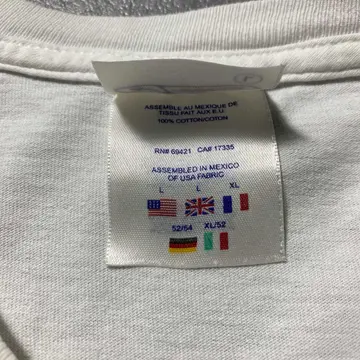 ASSEMBLE AU MEXIQUE DE
TISSU FAIT AUX E.U.
100% COTTON/COTON
RN# 69421 CA# 17335
ASSEMBLED IN MEXICO
OF USA FABRIC
L L XL
52/54 XL/52